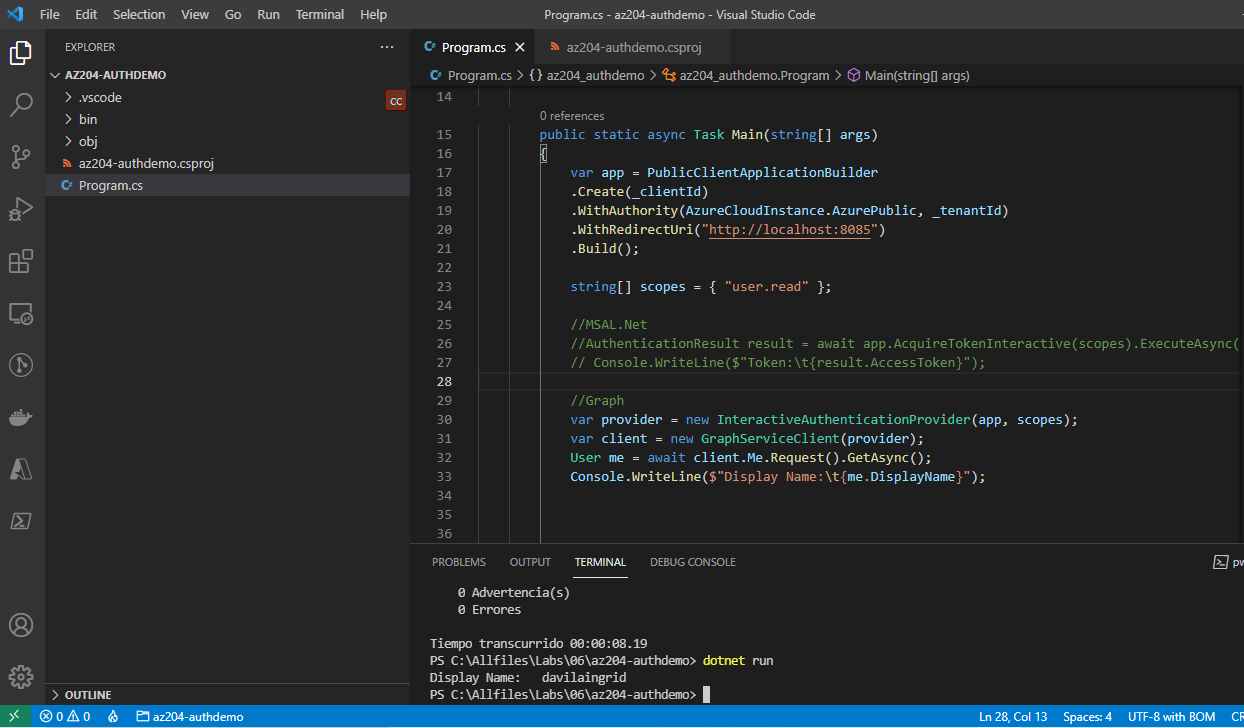 File Edit Selection View Go Run Terminal Help Program.cs - az204-authdemo - Visual Studio Code
EXPLORER
AZ204-AUTHDEMO
.vscode
CC
bin
obj
az204-authdemo.csproj
C# Program.cs
OUTLINE
C# Program.cs az204-authdemo.csproj
C# Program.cs > {} az204_authdemo > az204_authdemo.Program > Main(string[] args)
14
0 references
15 public static async Task Main(string[] args)
16 {
17 var app = PublicClientApplicationBuilder
18 .Create(_clientId)
19 .WithAuthority(AzureCloudInstance.AzurePublic, _tenantId)
20 .WithRedirectUri("http://localhost:8085")
21 .Build();
22
23 string[] scopes = { "user.read" };
24
25 //MSAL.Net
26 //AuthenticationResult result = await app.AcquireTokenInteractive(scopes).ExecuteAsync(
27 // Console.WriteLine($"Token:\t{result.AccessToken}");
28
29 //Graph
30 var provider = new InteractiveAuthenticationProvider(app, scopes);
31 var client = new GraphServiceClient(provider);
32 User me = await client.Me.Request().GetAsync();
33 Console.WriteLine($"Display Name:\t{me.DisplayName}");
34
35
36
PROBLEMS OUTPUT TERMINAL DEBUG CONSOLE
0 Advertencia(s)
0 Errores
Tiempo transcurrido 00:00:08.19
PS C:\Allfiles\Labs\06\az204-authdemo> dotnet run
Display Name: davilaingrid
PS C:\Allfiles\Labs\06\az204-authdemo>
0 0 az204-authdemo Ln 28, Col 13 Spaces: 4 UTF-8 with BOM